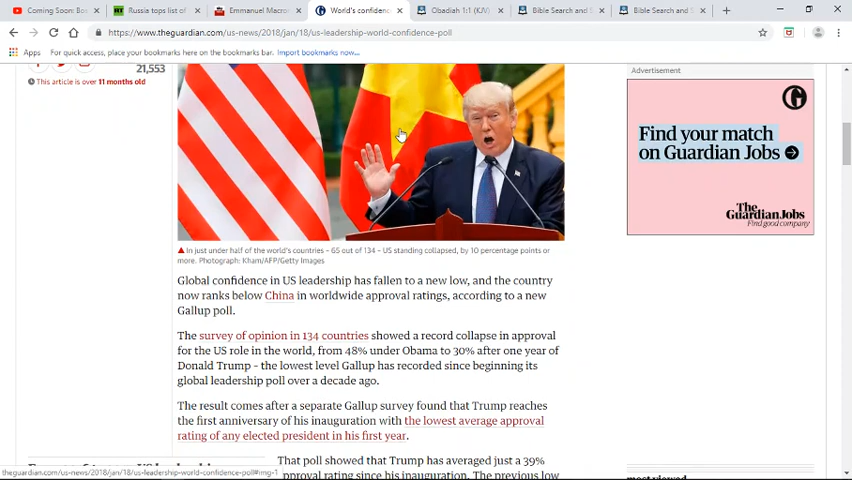 Coming Soon: Bo
Russia tops list of
Emmanuel Macro
World's confidenc
Obadiah 1:1 (KJV)
Bible Search and S
Bible Search and S
https://www.theguardian.com/us-news/2018/jan/18/us-leadership-world-confidence-poll
Apps For quick access, place your bookmarks here on the bookmarks bar. Import bookmarks now...
21,553
This article is over 11 months old
Advertisement
G
Find your match
on Guardian Jobs
The
Guardian Jobs
Find good company
In just under half of the world's countries – 65 out of 134 – US standing collapsed, by 10 percentage points or
more. Photograph: Kham/AFP/Getty Images
Global confidence in US leadership has fallen to a new low, and the country
now ranks below China in worldwide approval ratings, according to a new
Gallup poll.
The survey of opinion in 134 countries showed a record collapse in approval
for the US role in the world, from 48% under Obama to 30% after one year of
Donald Trump – the lowest level Gallup has recorded since beginning its
global leadership poll over a decade ago.
The result comes after a separate Gallup survey found that Trump reaches
the first anniversary of his inauguration with the lowest average approval
rating of any elected president in his first year.
That poll showed that Trump has averaged just a 39%
pproval rating since his inauguration. The previous low
most viewed
theguardian.com/us-news/2018/jan/18/us-leadership-world-confidence-poll#img-1